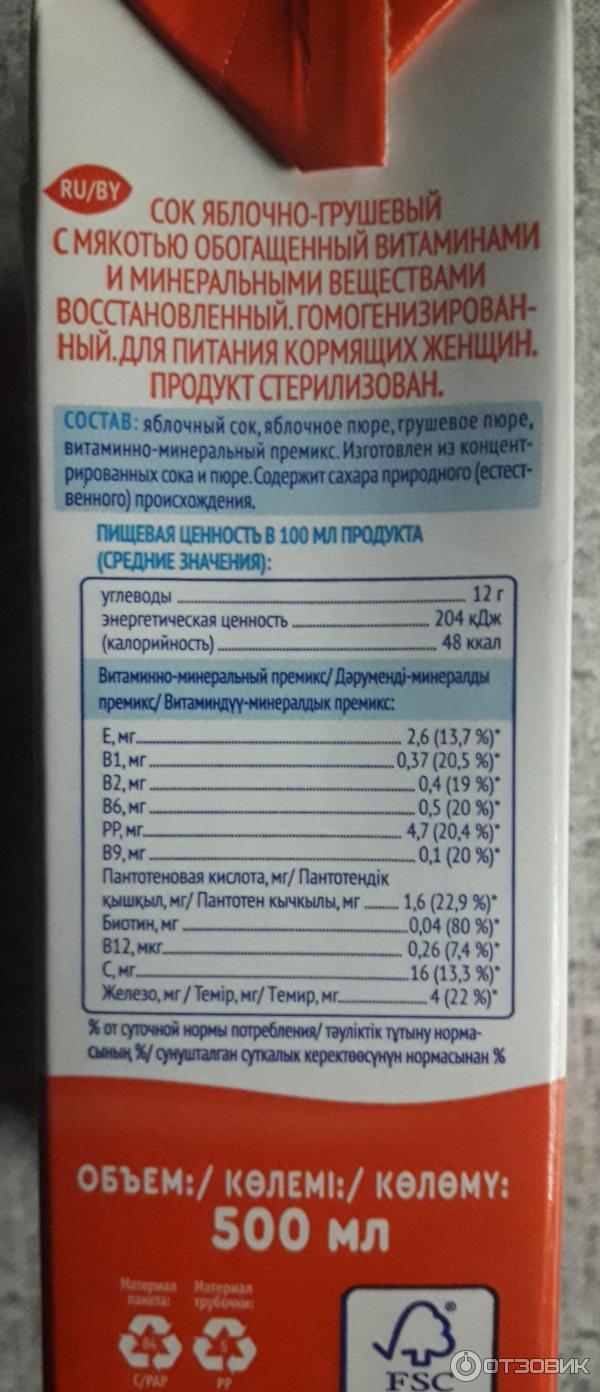 RU/BY
СОК ЯБЛОЧНО-ГРУШЕВЫЙ
С МЯКОТЬЮ ОБОГАЩЕННЫЙ ВИТАМИНАМИ
И МИНЕРАЛЬНЫМИ ВЕЩЕСТВАМИ
ВОССТАНОВЛЕННЫЙ. ГОМОГЕНИЗИРОВАН-
НЫЙ. ДЛЯ ПИТАНИЯ КОРМЯЩИХ ЖЕНЩИН.
ПРОДУКТ СТЕРИЛИЗОВАН.
СОСТАВ: яблочный сок, яблочное пюре, грушевое пюре,
витаминно-минеральный премикс. Изготовлен из концент-
рированных сока и пюре. Содержит сахара природного (естест-
венного) происхождения.
ПИЩЕВАЯ ЦЕННОСТЬ В 100 МЛ ПРОДУКТА
(СРЕДНИЕ ЗНАЧЕНИЯ):
углеводы 12 г
энергетическая ценность 204 кДж
(калорийность) 48 ккал
Витаминно-минеральный премикс/ Дәруменді-минералды
премикс/ Витаминдүү-минералдык премикс:
Е, мг 2,6 (13,7 %)*
В1, мг 0,37 (20,5 %)*
В2, мг 0,4 (19 %)*
В6, мг 0,5 (20 %)*
РР, мг 4,7 (20,4 %)*
В9, мг 0,1 (20 %)*
Пантотеновая кислота, мг/ Пантотендік
қышқыл, мг/ Пантотен кычкылы, мг 1,6 (22,9 %)*
Биотин, мг 0,04 (80 %)*
В12, мкг 0,26 (7,4 %)*
С, мг 16 (13,3 %)*
Железо, мг / Темір, мг/ Темир, мг 4 (22 %)*
% от суточной нормы потребления/ тәуліктік тұтыну норма-
сының %/ сунушталган суткалык керектөөсүнүн нормасынан %
ОБЪЕМ:/ КӨЛЕМІ:/ КӨЛӨМҮ:
500 мл
Материал Материал
пакета: трубочки:
84 5
C/PAP PP
FSC
®
ОТЗОВИК